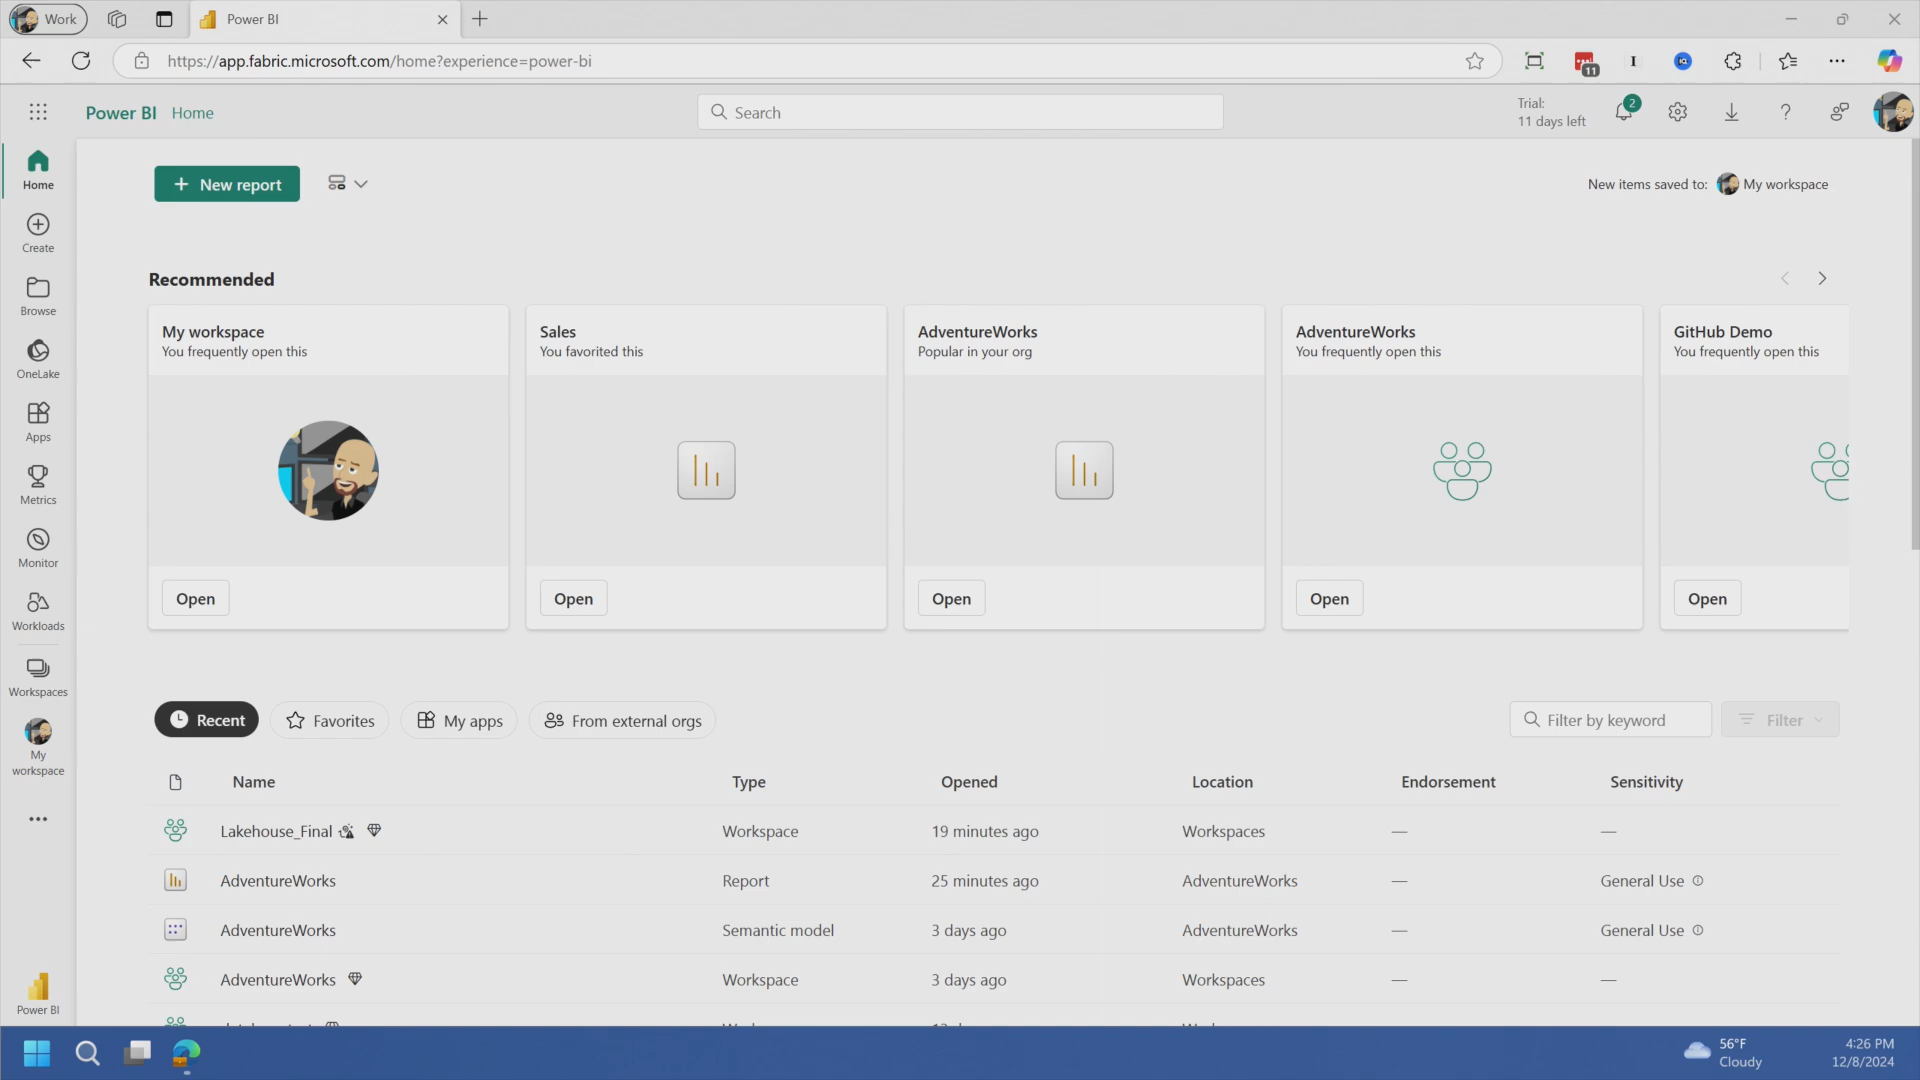 Work
Power BI
https://app.fabric.microsoft.com/home?experience=power-bi
11
Power BI Home
Search
Trial:
11 days left
2
Home
Create
Browse
OneLake
Apps
Metrics
Monitor
Workloads
Workspaces
My
workspace
Power BI
+ New report
New items saved to: My workspace
Recommended
My workspace
You frequently open this
Open
Sales
You favorited this
Open
AdventureWorks
Popular in your org
Open
AdventureWorks
You frequently open this
Open
GitHub Demo
You frequently open this
Open
Recent Favorites My apps From external orgs
Filter by keyword Filter
Name Type Opened Location Endorsement Sensitivity
Lakehouse_Final Workspace 19 minutes ago Workspaces — —
AdventureWorks Report 25 minutes ago AdventureWorks — General Use
AdventureWorks Semantic model 3 days ago AdventureWorks — General Use
AdventureWorks Workspace 3 days ago Workspaces — —
56°F
Cloudy
4:26 PM
12/8/2024